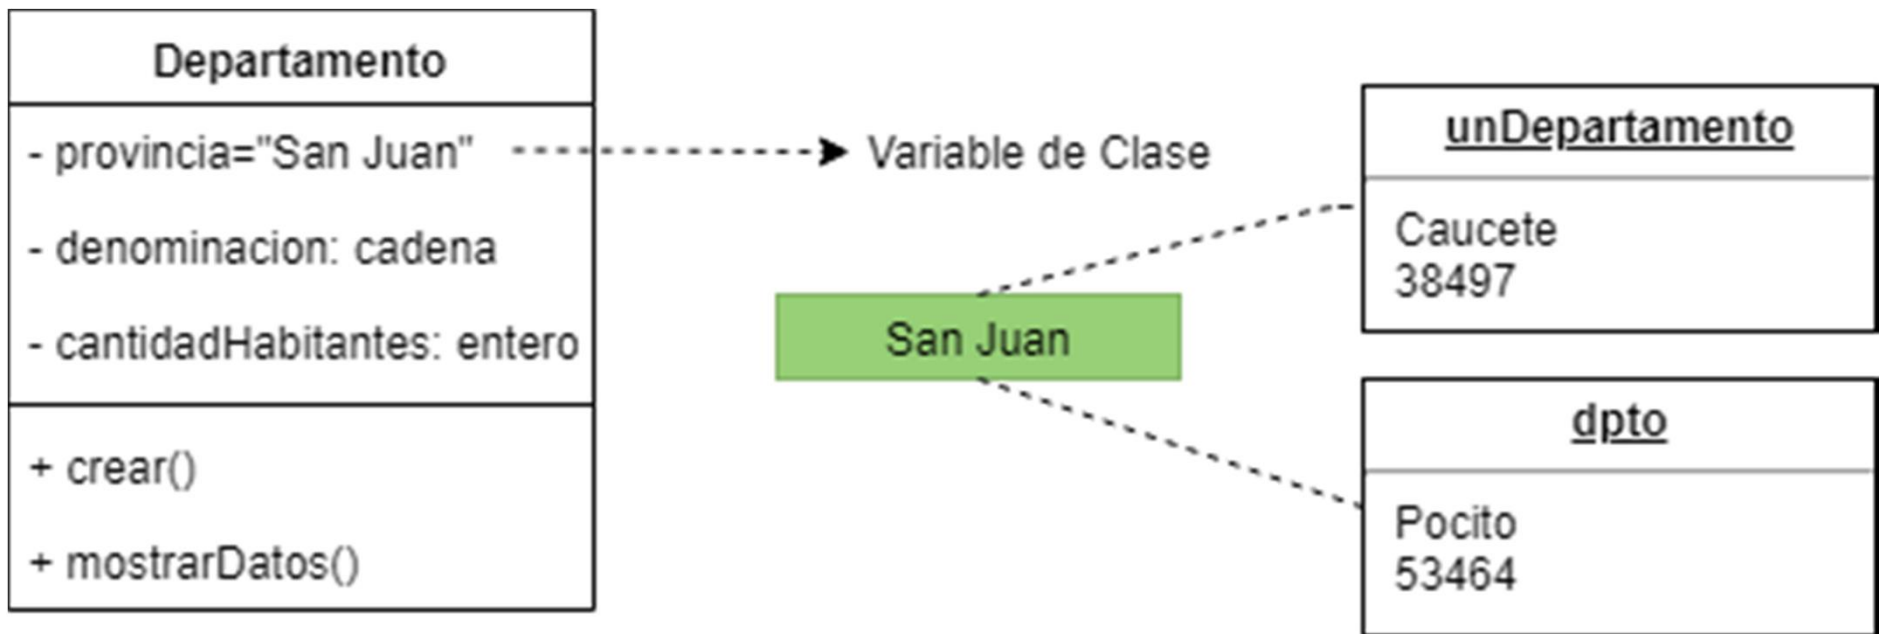 Departamento
- provincia="San Juan"
- denominacion: cadena
- cantidadHabitantes: entero
+ crear()
+ mostrarDatos()
Variable de Clase
San Juan
unDepartamento
Caucete
38497
dpto
Pocito
53464